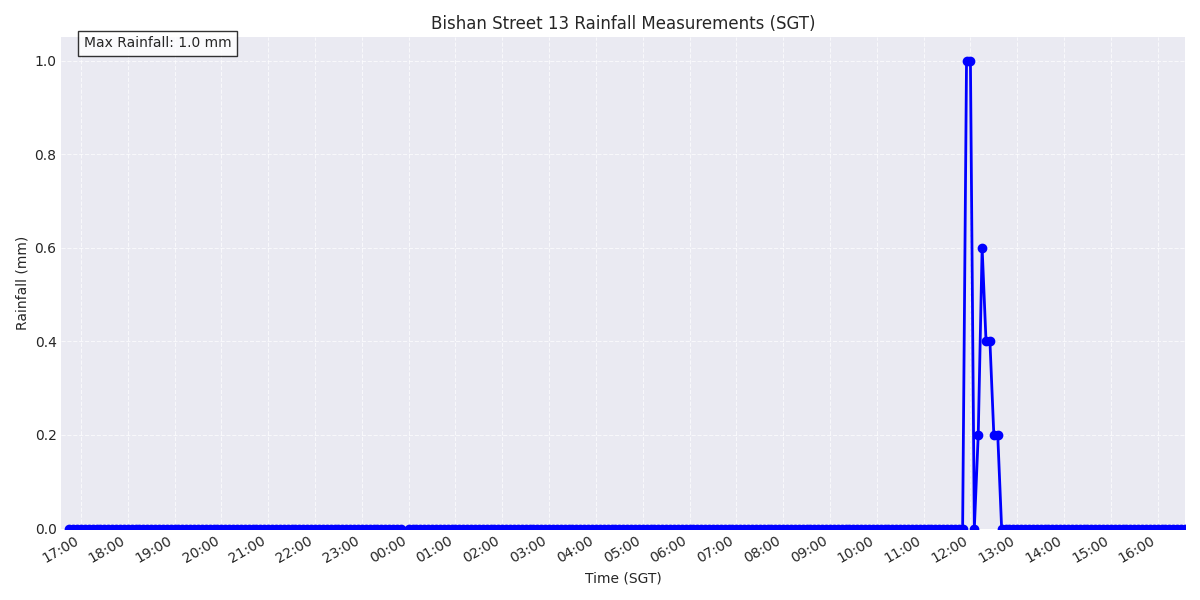 Bishan Street 13 Rainfall Measurements (SGT)
Max Rainfall: 1.0 mm
1.0
0.8
0.6
0.4
0.2
0.0
Rainfall (mm)
17:00 18:00 19:00 20:00 21:00 22:00 23:00 00:00 01:00 02:00 03:00 04:00 05:00 06:00 07:00 08:00 09:00 10:00 11:00 12:00 13:00 14:00 15:00 16:00
Time (SGT)